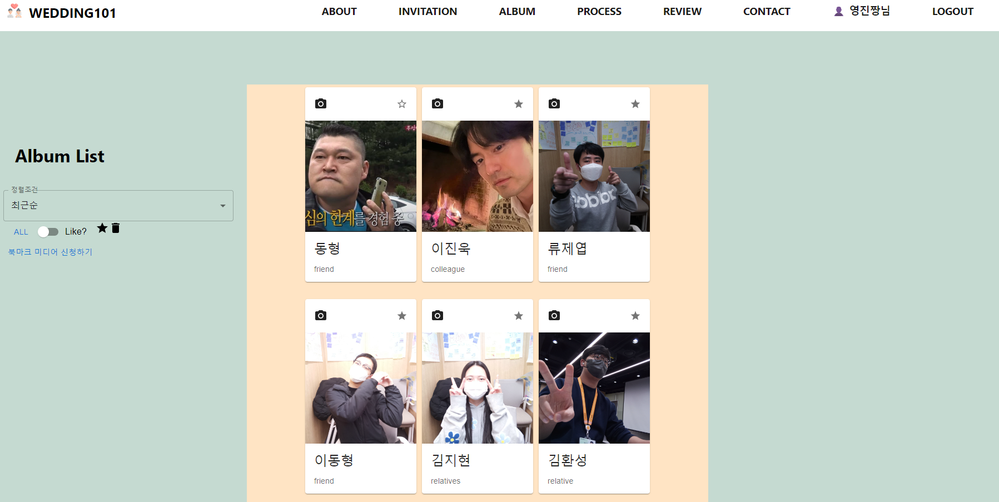 WEDDING101
ABOUT
INVITATION
ALBUM
PROCESS
REVIEW
CONTACT
영진짱님
LOGOUT
Album List
정렬조건
최근순
ALL
Like?
북마크 미디어 신청하기
심의 한계를 경험 중
동형
friend
이진욱
colleague
류제엽
friend
이동형
friend
김지현
relatives
김환성
relative